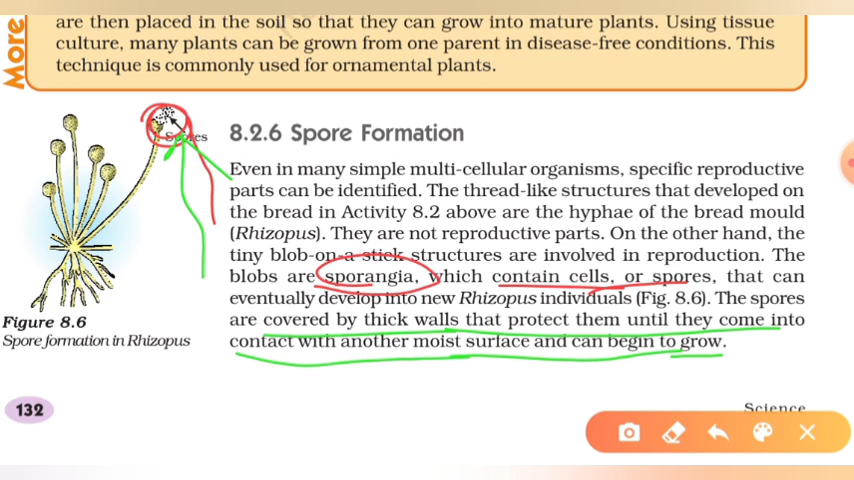 are then placed in the soil so that they can grow into mature plants. Using tissue
culture, many plants can be grown from one parent in disease-free conditions. This
technique is commonly used for ornamental plants.
More
Spores
8.2.6 Spore Formation
Even in many simple multi-cellular organisms, specific reproductive
parts can be identified. The thread-like structures that developed on
the bread in Activity 8.2 above are the hyphae of the bread mould
(Rhizopus). They are not reproductive parts. On the other hand, the
tiny blob-on-a-stick structures are involved in reproduction. The
blobs are sporangia, which contain cells, or spores, that can
eventually develop into new Rhizopus individuals (Fig. 8.6). The spores
are covered by thick walls that protect them until they come into
contact with another moist surface and can begin to grow.
Figure 8.6
Spore formation in Rhizopus
132
Science